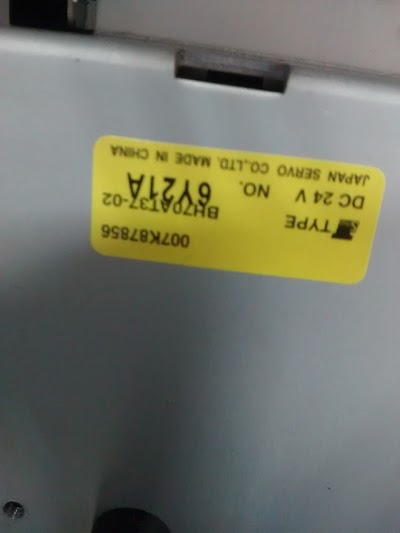 007K87856
TYPE BH70AT37-02
DC 24 V NO. 6Y21A
JAPAN SERVO CO.,LTD. MADE IN CHINA